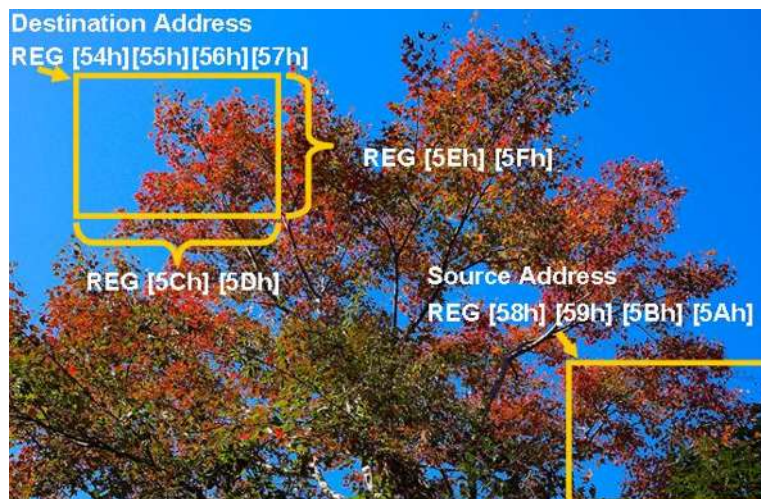 Destination Address
REG [54h][55h][56h][57h]
REG [5Eh] [5Fh]
REG [5Ch] [5Dh]
Source Address
REG [58h] [59h] [5Bh] [5Ah]